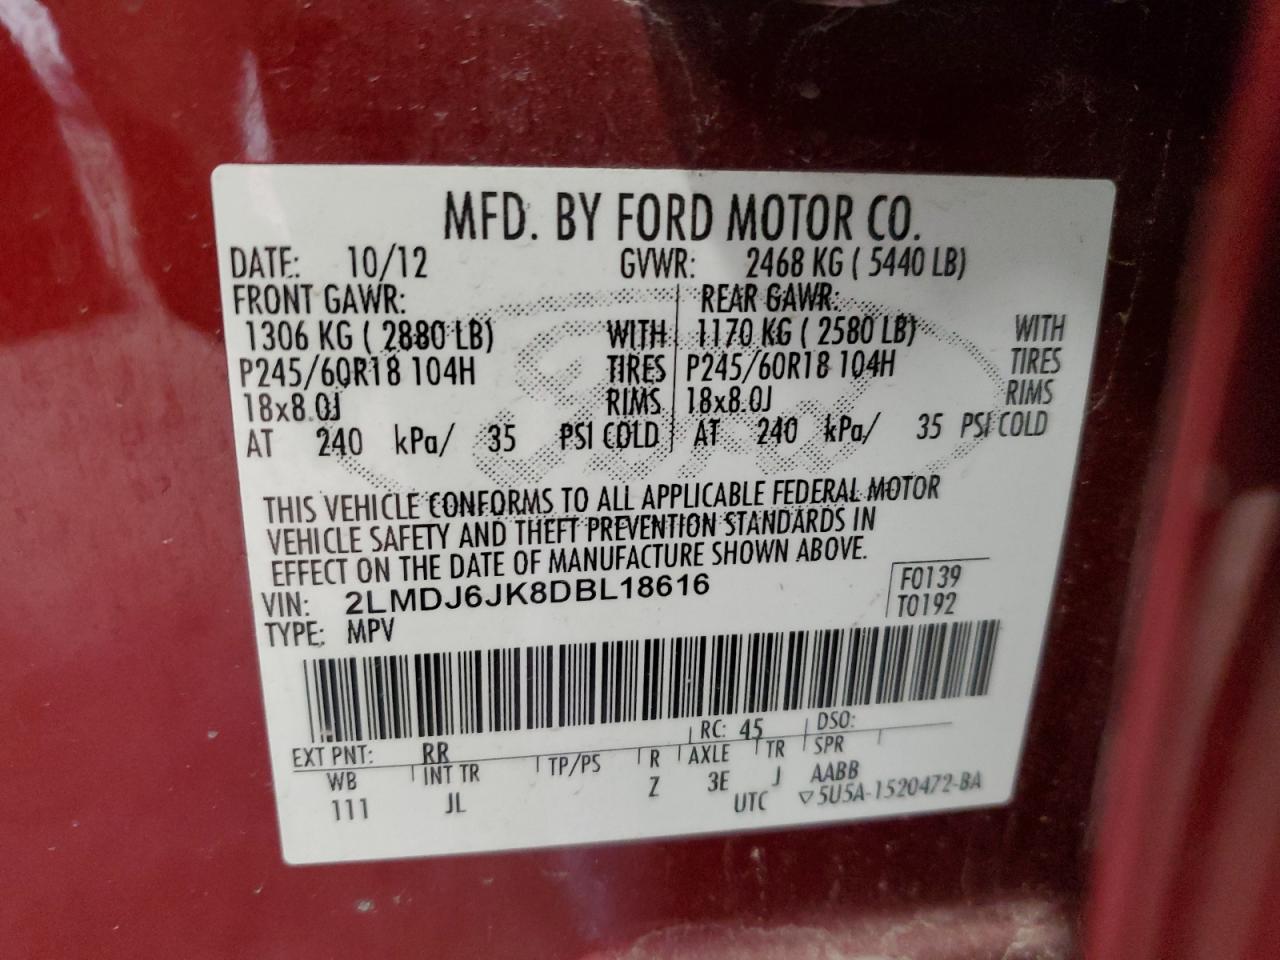 MFD. BY FORD MOTOR CO.
DATE: 10/12 GVWR: 2468 KG ( 5440 LB)
FRONT GAWR: REAR GAWR:
1306 KG ( 2880 LB) WITH 1170 KG ( 2580 LB) WITH
P245/60R18 104H TIRES P245/60R18 104H TIRES
18x8.0J RIMS 18x8.0J RIMS
AT 240 kPa/ 35 PSI COLD AT 240 kPa/ 35 PSI COLD
THIS VEHICLE CONFORMS TO ALL APPLICABLE FEDERAL MOTOR
VEHICLE SAFETY AND THEFT PREVENTION STANDARDS IN
EFFECT ON THE DATE OF MANUFACTURE SHOWN ABOVE.
VIN: 2LMDJ6JK8DBL18616 F0139
TYPE: MPV T0192
EXT PNT: RR RC: 45 DSO:
WB INT TR TP/PS R AXLE TR SPR
111 JL Z 3E J AABB
UTC ▽5U5A-1520472-BA